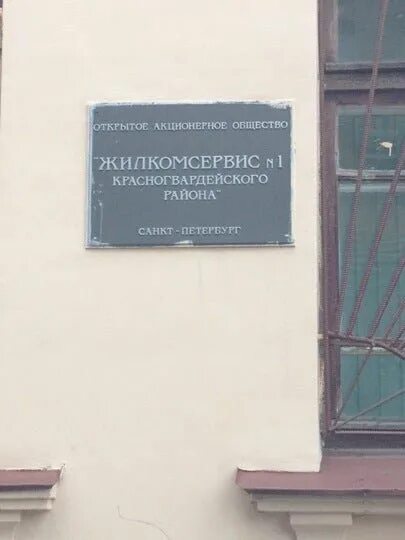 ОТКРЫТОЕ АКЦИОНЕРНОЕ ОБЩЕСТВО
"ЖИЛКОМСЕРВИС №1
КРАСНОГВАРДЕЙСКОГО
РАЙОНА"
САНКТ-ПЕТЕРБУРГ